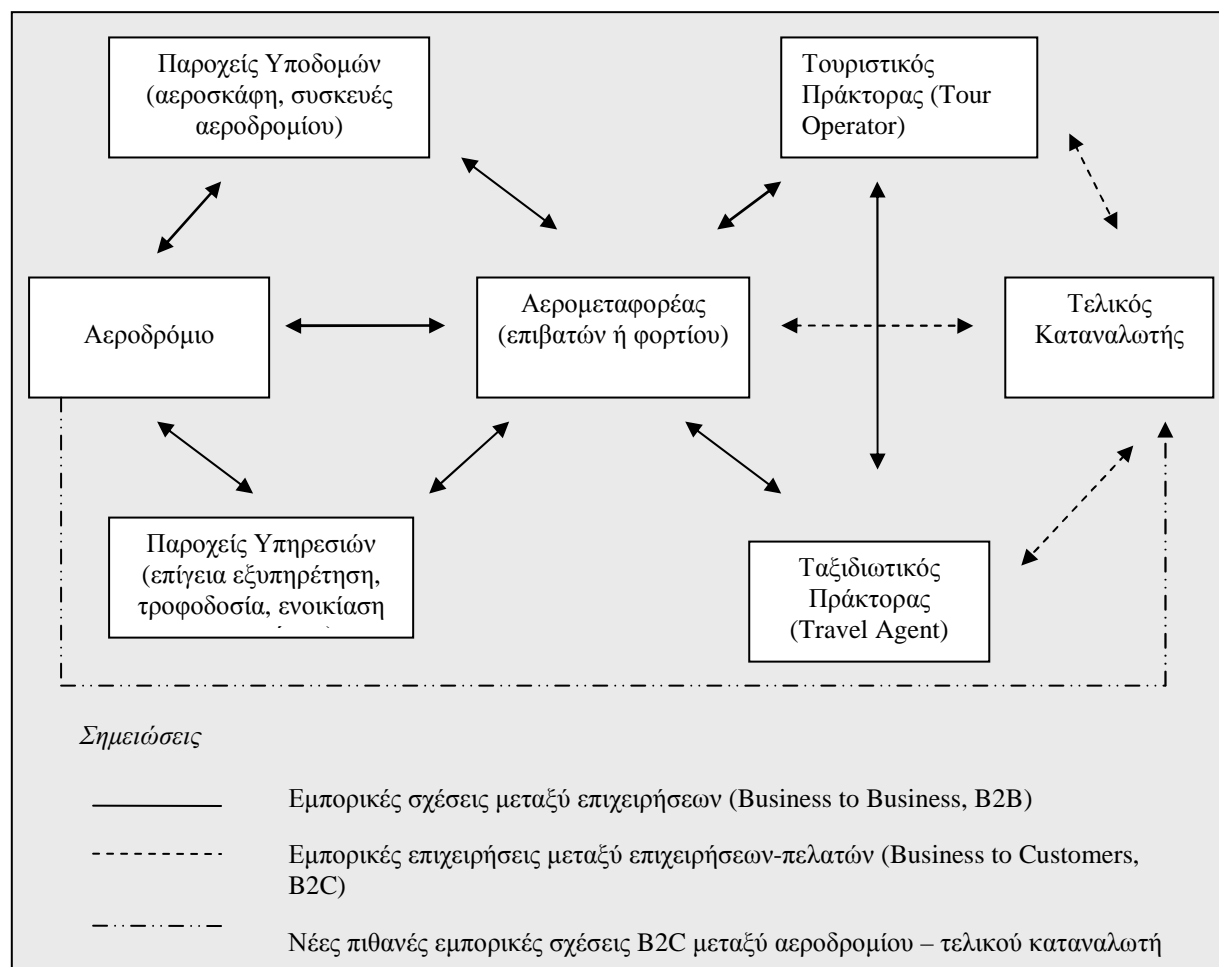 Παροχείς Υποδομών
(αεροσκάφη, συσκευές
αεροδρομίου)
Τουριστικός
Πράκτορας (Tour
Operator)
Αεροδρόμιο
Αερομεταφορέας
(επιβατών ή φορτίου)
Τελικός
Καταναλωτής
Παροχείς Υπηρεσιών
(επίγεια εξυπηρέτηση,
τροφοδοσία, ενοικίαση
Ταξιδιωτικός
Πράκτορας
(Travel Agent)
Σημειώσεις
Εμπορικές σχέσεις μεταξύ επιχειρήσεων (Business to Business, B2B)
Εμπορικές επιχειρήσεις μεταξύ επιχειρήσεων-πελατών (Business to Customers,
B2C)
Νέες πιθανές εμπορικές σχέσεις B2C μεταξύ αεροδρομίου – τελικού καταναλωτή